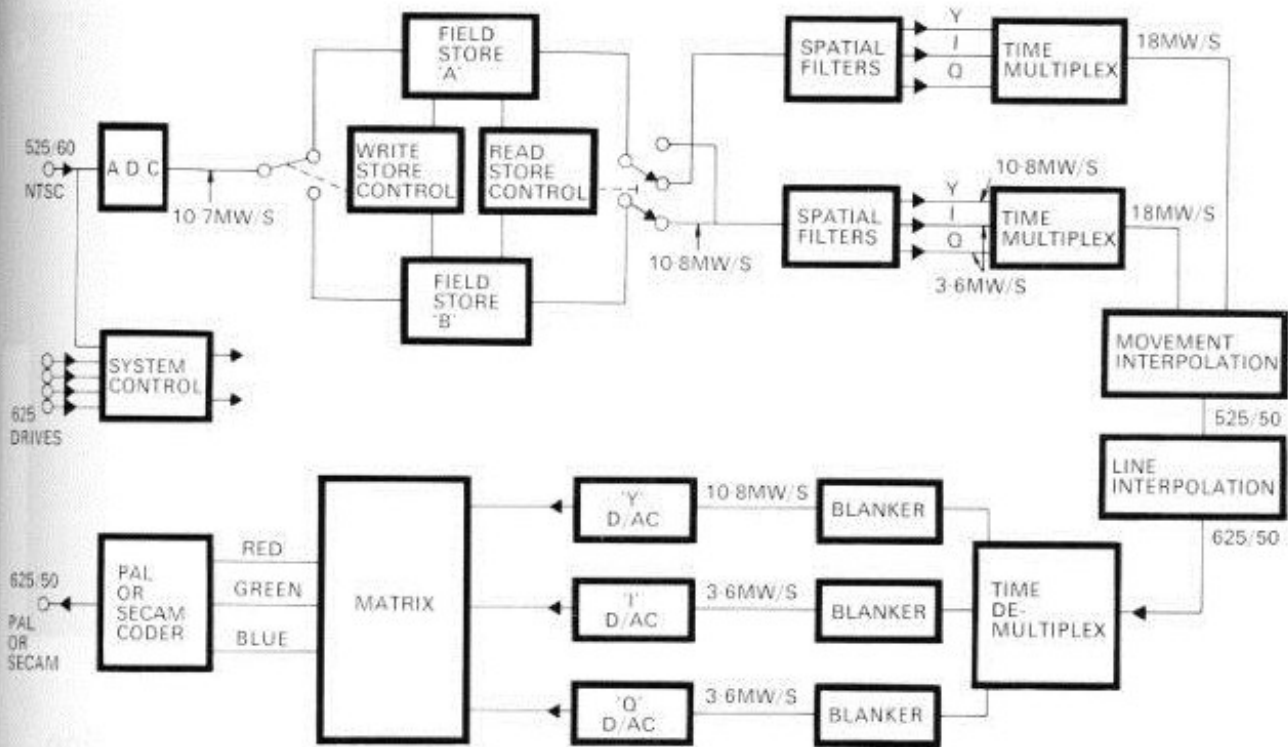 FIELD
STORE
'A'
SPATIAL
FILTERS
Y
I
Q
TIME
MULTIPLEX
18MW/S
525/60
NTSC
ADC
10·7MW/S
WRITE
STORE
CONTROL
READ
STORE
CONTROL
10·8MW/S
SPATIAL
FILTERS
Y
I
Q
10·8MW/S
3·6MW/S
TIME
MULTIPLEX
18MW/S
FIELD
STORE
'B'
SYSTEM
CONTROL
625
DRIVES
MOVEMENT
INTERPOLATION
525/50
LINE
INTERPOLATION
625/50
TIME
DE-
MULTIPLEX
BLANKER
10·8MW/S
'Y'
D/AC
BLANKER
3·6MW/S
'I'
D/AC
BLANKER
3·6MW/S
'Q'
D/AC
MATRIX
RED
GREEN
BLUE
PAL
OR
SECAM
CODER
625/50
PAL
OR
SECAM